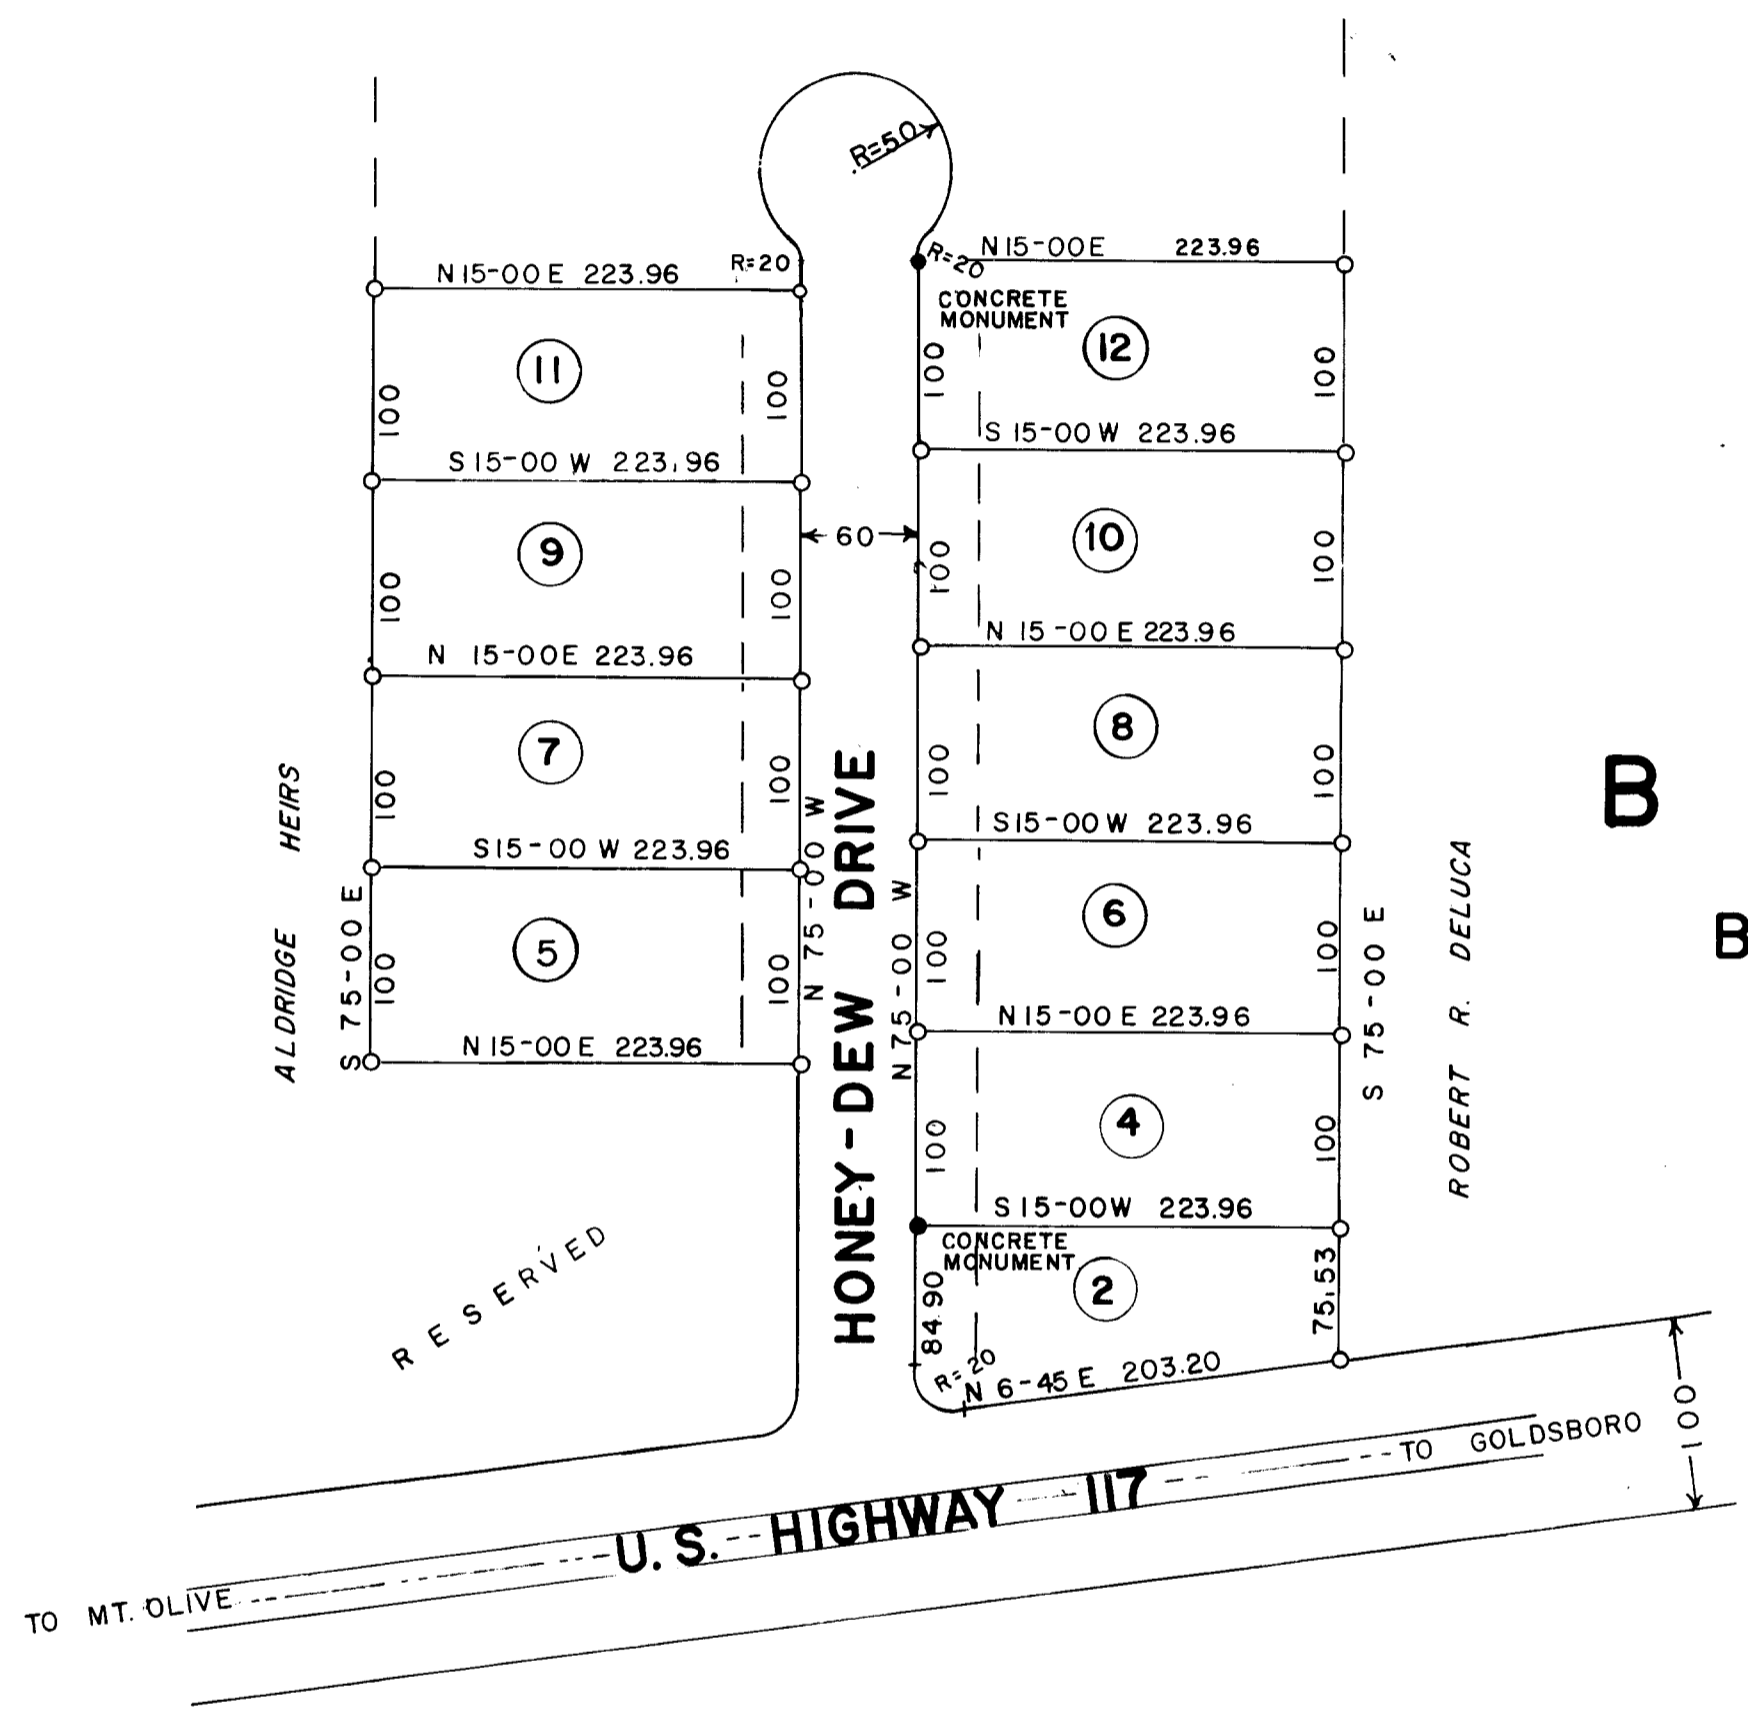 R=50
N 15-00 E 223.96
R=20
R=20
N 15-00 E 223.96
CONCRETE
MONUMENT
11
12
100
100
100
100
S 15-00 W 223.96
S 15-00 W 223.96
60
9
10
100
100
100
100
N 15-00 E 223.96
N 15-00 E 223.96
7
8
100
100
100
100
S 15-00 W 223.96
S 15-00 W 223.96
ALDRIDGE HEIRS
S 75-00 E
5
6
100
100
100
100
N 75-00 W
HONEY-DEW DRIVE
N 75-00 W
S 75-00 E
ROBERT R. DELUCA
B
B
N 15-00 E 223.96
N 15-00 E 223.96
4
100
100
S 15-00 W 223.96
CONCRETE
MONUMENT
2
84.90
75.53
R=20
N 6-45 E 203.20
RESERVED
100
TO MT. OLIVE
U.S. HIGHWAY 117
TO GOLDSBORO